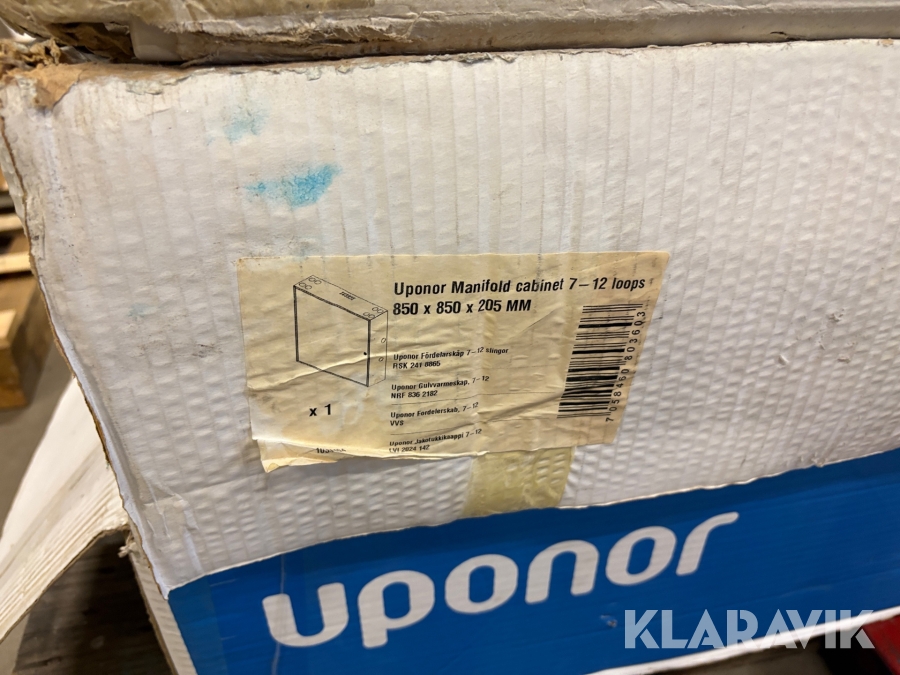 Uponor Manifold cabinet 7-12 loops
850 x 850 x 205 MM
Uponor Fördelarskåp 7-12 slingor
RSK 241 8865
Uponor Gulvvarmeskap, 7-12
NRF 836 2182
x 1
Uponor Fordelerskab, 7-12
VVS
Uponor Jakotukkikaappi 7-12
LVI 2024 142
uponor
KLARAVIK